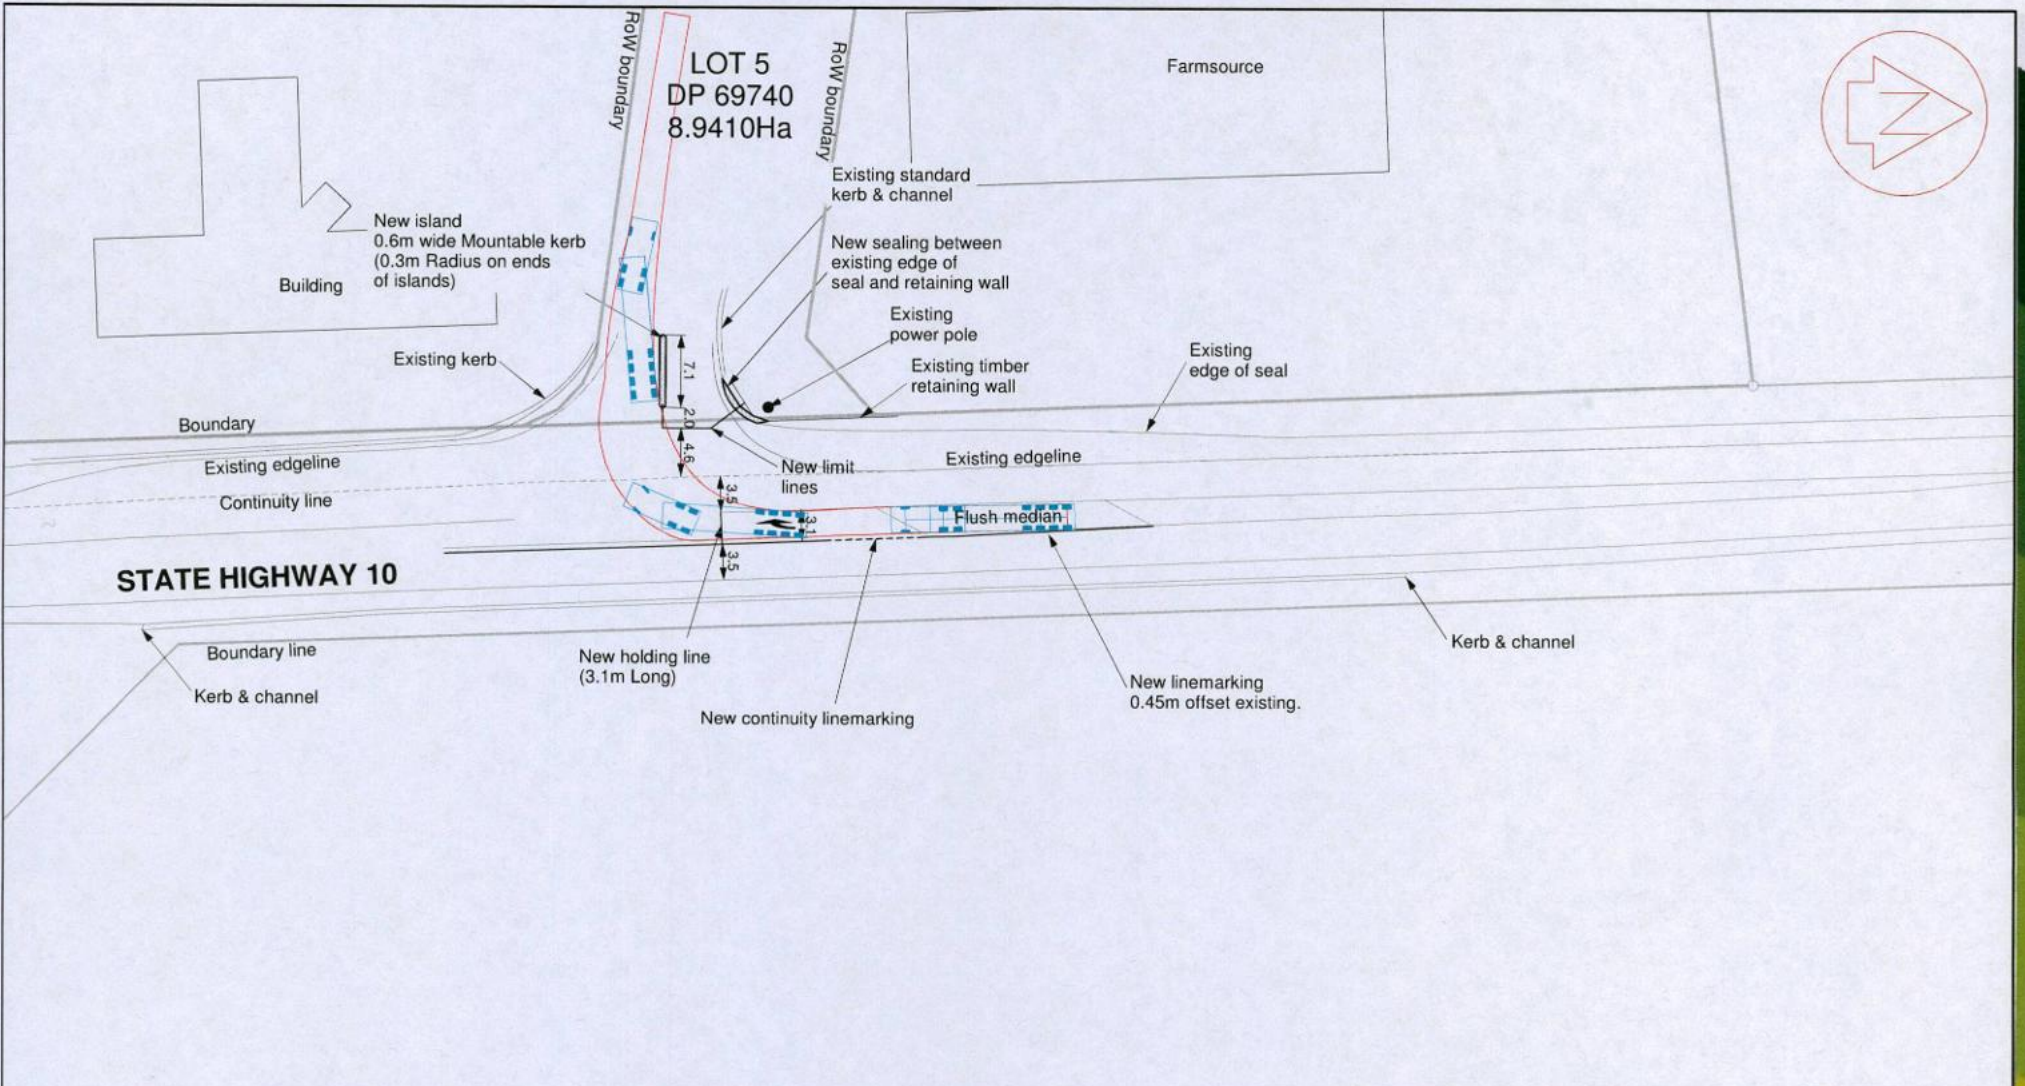 RoW boundary
LOT 5
DP 69740
8.9410Ha
RoW boundary
Farmsource
N
Existing standard
kerb & channel
New island
0.6m wide Mountable kerb
(0.3m Radius on ends
of islands)
Building
New sealing between
existing edge of
seal and retaining wall
Existing
power pole
Existing kerb
Existing timber
retaining wall
Existing
edge of seal
7.1
2.0
4.6
Boundary
Existing edgeline
Continuity line
New limit
lines
Existing edgeline
3.5
3.1
Flush median
3.5
STATE HIGHWAY 10
Boundary line
Kerb & channel
New holding line
(3.1m Long)
New continuity linemarking
New linemarking
0.45m offset existing.
Kerb & channel